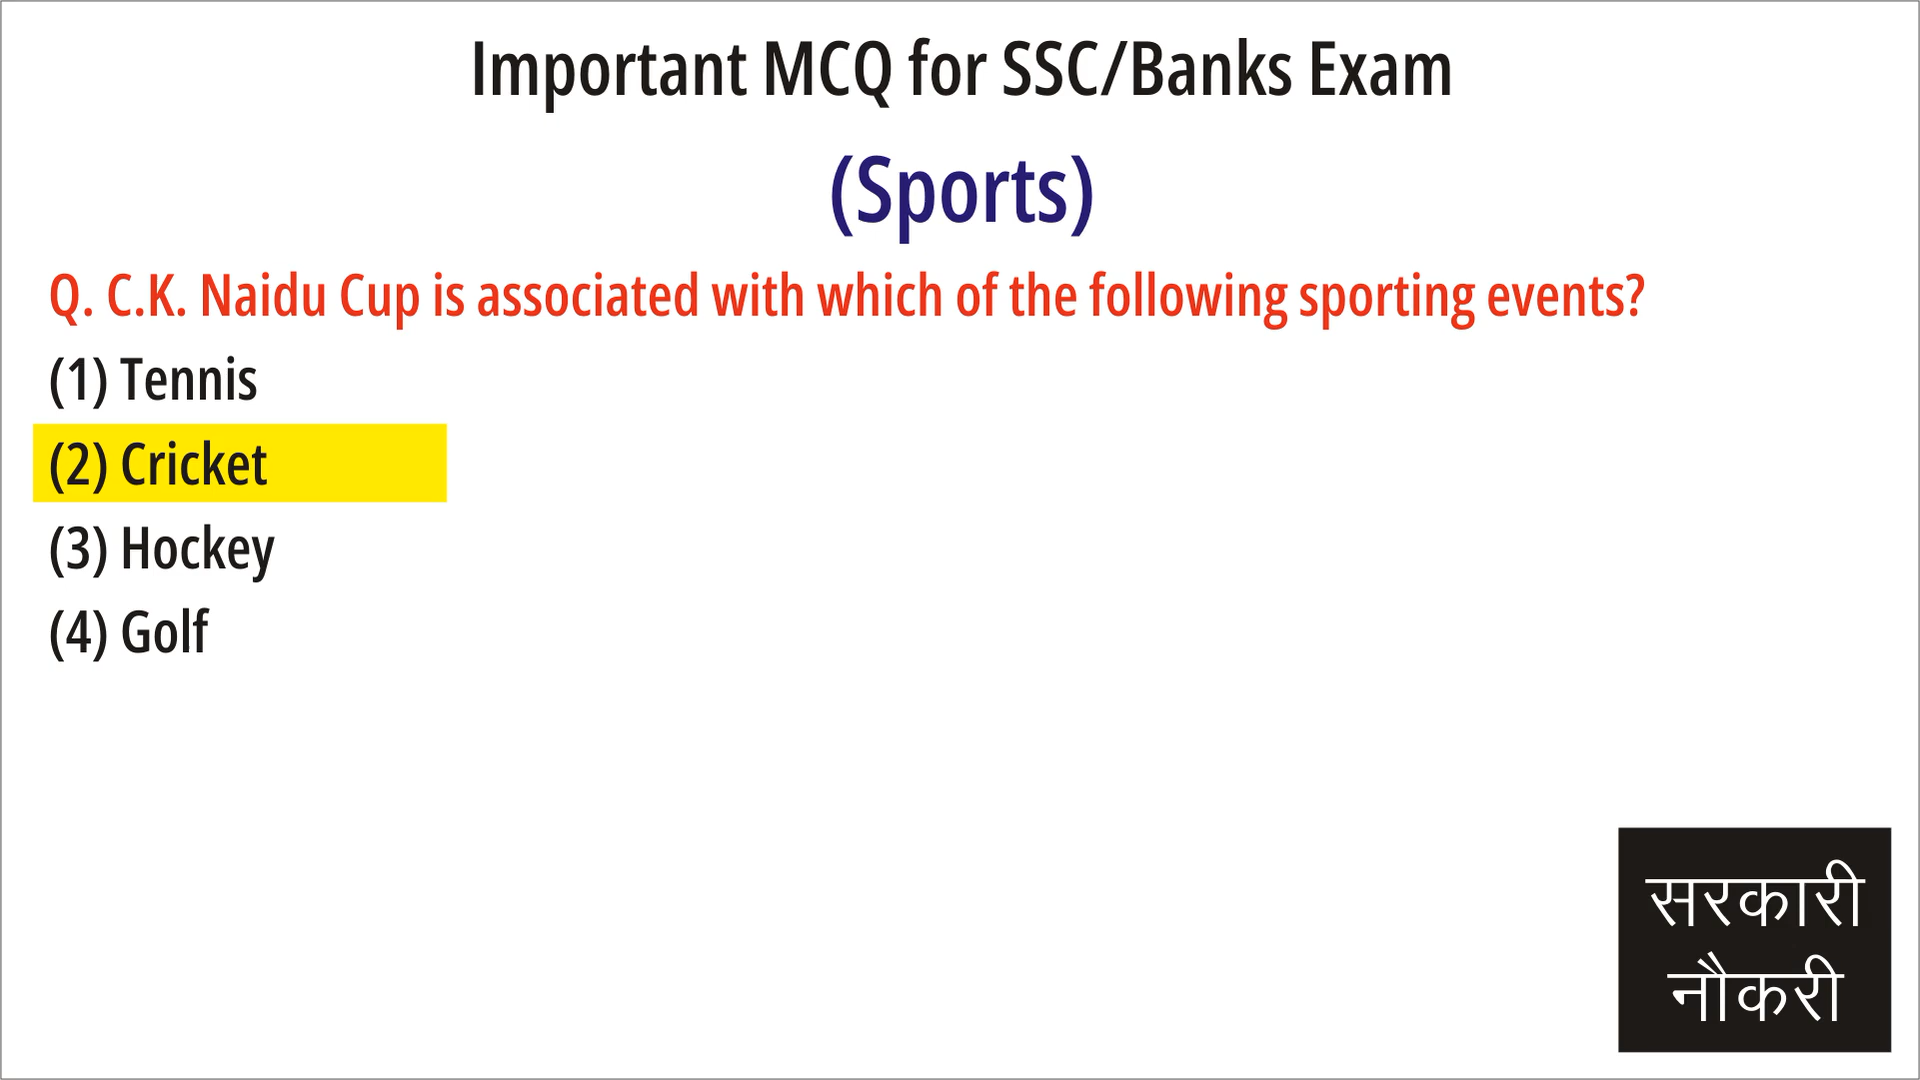 Important MCQ for SSC/Banks Exam
(Sports)
Q. C.K. Naidu Cup is associated with which of the following sporting events?
(1) Tennis
(2) Cricket
(3) Hockey
(4) Golf
सरकारी
नौकरी